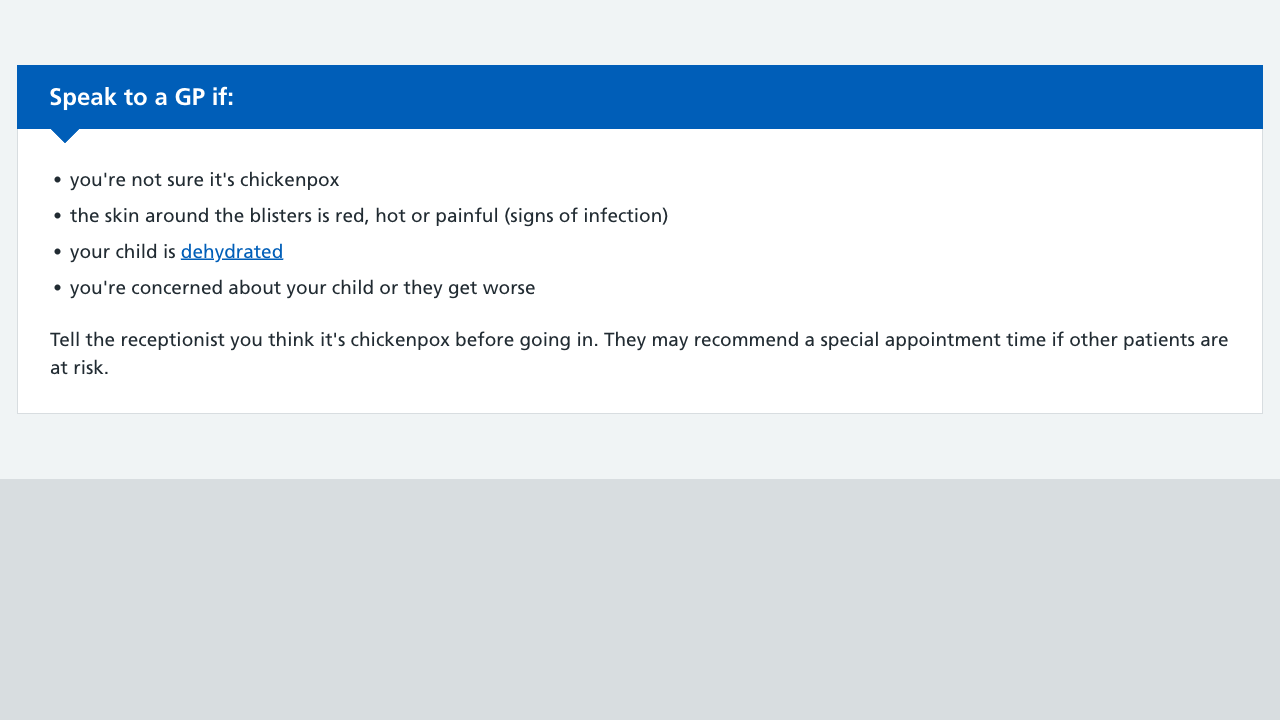 Speak to a GP if:
• you're not sure it's chickenpox
• the skin around the blisters is red, hot or painful (signs of infection)
• your child is dehydrated
• you're concerned about your child or they get worse
Tell the receptionist you think it's chickenpox before going in. They may recommend a special appointment time if other patients are
at risk.